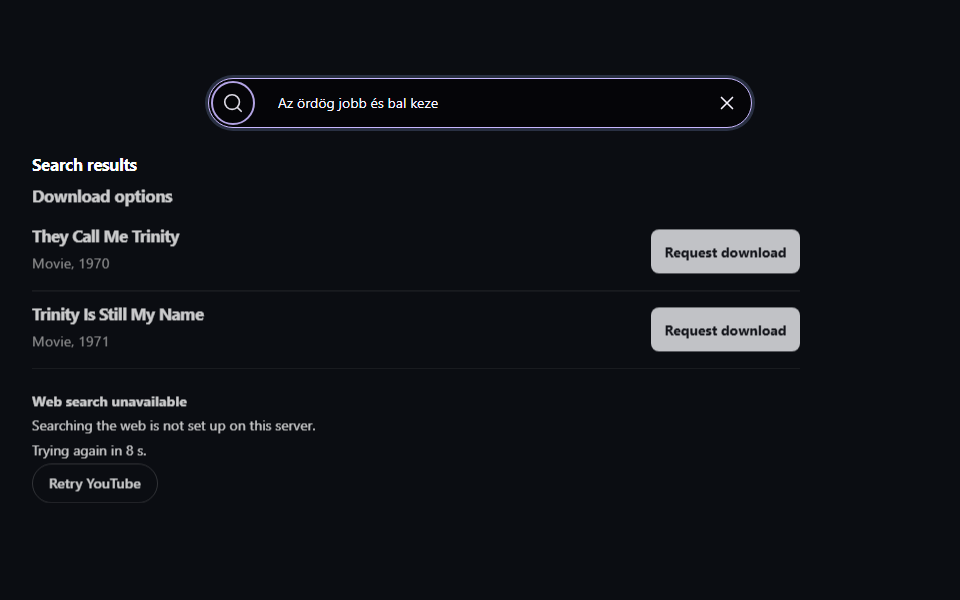 Az ördög jobb és bal keze
Search results
Download options
They Call Me Trinity
Movie, 1970
Request download
Trinity Is Still My Name
Movie, 1971
Request download
Web search unavailable
Searching the web is not set up on this server.
Trying again in 8 s.
Retry YouTube